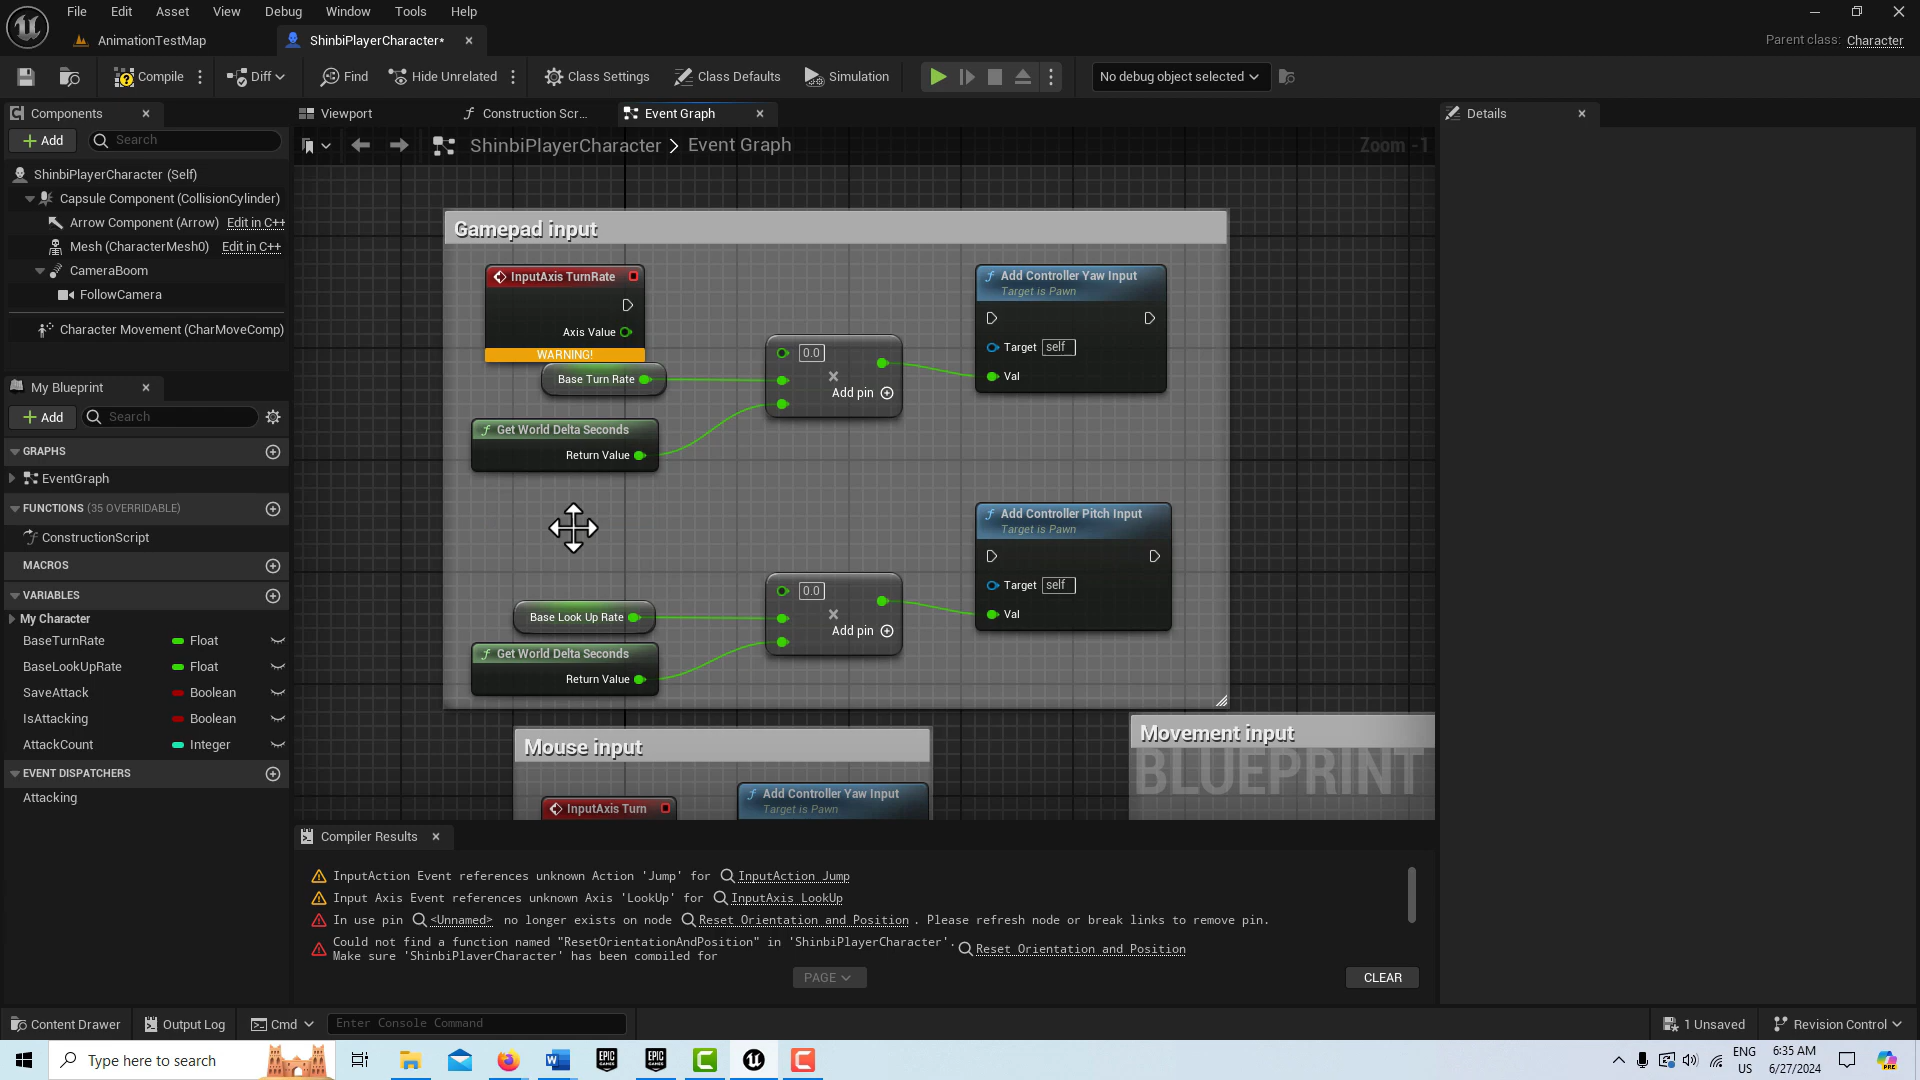 File Edit Asset View Debug Window Tools Help
AnimationTestMap
ShinbiPlayerCharacter*
Parent class: Character
Compile
Diff
Find
Hide Unrelated
Class Settings
Class Defaults
Simulation
No debug object selected
Components
Add
Search
ShinbiPlayerCharacter (Self)
Capsule Component (CollisionCylinder)
Arrow Component (Arrow) Edit in C++
Mesh (CharacterMesh0) Edit in C++
CameraBoom
FollowCamera
Character Movement (CharMoveComp)
My Blueprint
Add
Search
GRAPHS
EventGraph
FUNCTIONS (35 OVERRIDABLE)
ConstructionScript
MACROS
VARIABLES
My Character
BaseTurnRate Float
BaseLookUpRate Float
SaveAttack Boolean
IsAttacking Boolean
AttackCount Integer
EVENT DISPATCHERS
Attacking
Viewport
Construction Scr...
Event Graph
ShinbiPlayerCharacter > Event Graph
Zoom -1
Gamepad input
InputAxis TurnRate
Axis Value
WARNING!
Base Turn Rate
Get World Delta Seconds
Return Value
0.0
Add pin
Add Controller Yaw Input
Target is Pawn
Target self
Val
Base Look Up Rate
Get World Delta Seconds
Return Value
0.0
Add pin
Add Controller Pitch Input
Target is Pawn
Target self
Val
Mouse input
InputAxis Turn
Add Controller Yaw Input
Target is Pawn
Movement input
BLUEPRINT
Compiler Results
InputAction Event references unknown Action 'Jump' for InputAction Jump
Input Axis Event references unknown Axis 'LookUp' for InputAxis LookUp
In use pin <Unnamed> no longer exists on node Reset Orientation and Position . Please refresh node or break links to remove pin.
Could not find a function named "ResetOrientationAndPosition" in 'ShinbiPlayerCharacter'. Reset Orientation and Position
Make sure 'ShinbiPlayerCharacter' has been compiled for
PAGE
CLEAR
Details
Content Drawer
Output Log
Cmd
Enter Console Command
1 Unsaved
Revision Control
Type here to search
ENG
US
6:35 AM
6/27/2024